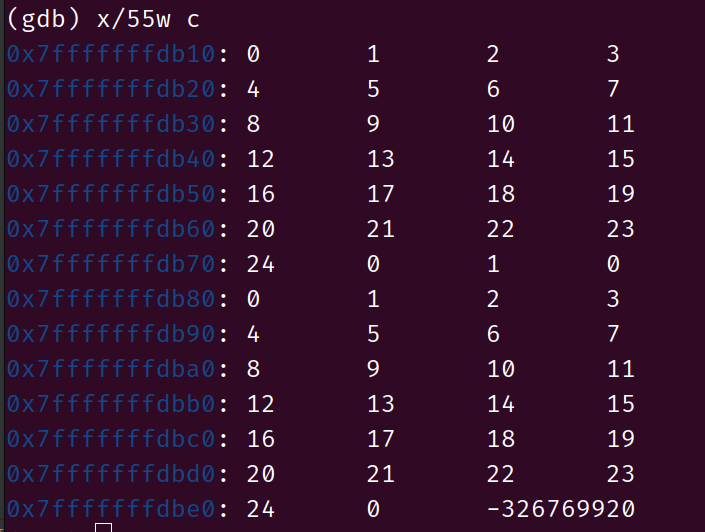 (gdb) x/55w c
0x7fffffffdb10: 0 1 2 3
0x7fffffffdb20: 4 5 6 7
0x7fffffffdb30: 8 9 10 11
0x7fffffffdb40: 12 13 14 15
0x7fffffffdb50: 16 17 18 19
0x7fffffffdb60: 20 21 22 23
0x7fffffffdb70: 24 0 1 0
0x7fffffffdb80: 0 1 2 3
0x7fffffffdb90: 4 5 6 7
0x7fffffffdba0: 8 9 10 11
0x7fffffffdbb0: 12 13 14 15
0x7fffffffdbc0: 16 17 18 19
0x7fffffffdbd0: 20 21 22 23
0x7fffffffdbe0: 24 0 -326769920